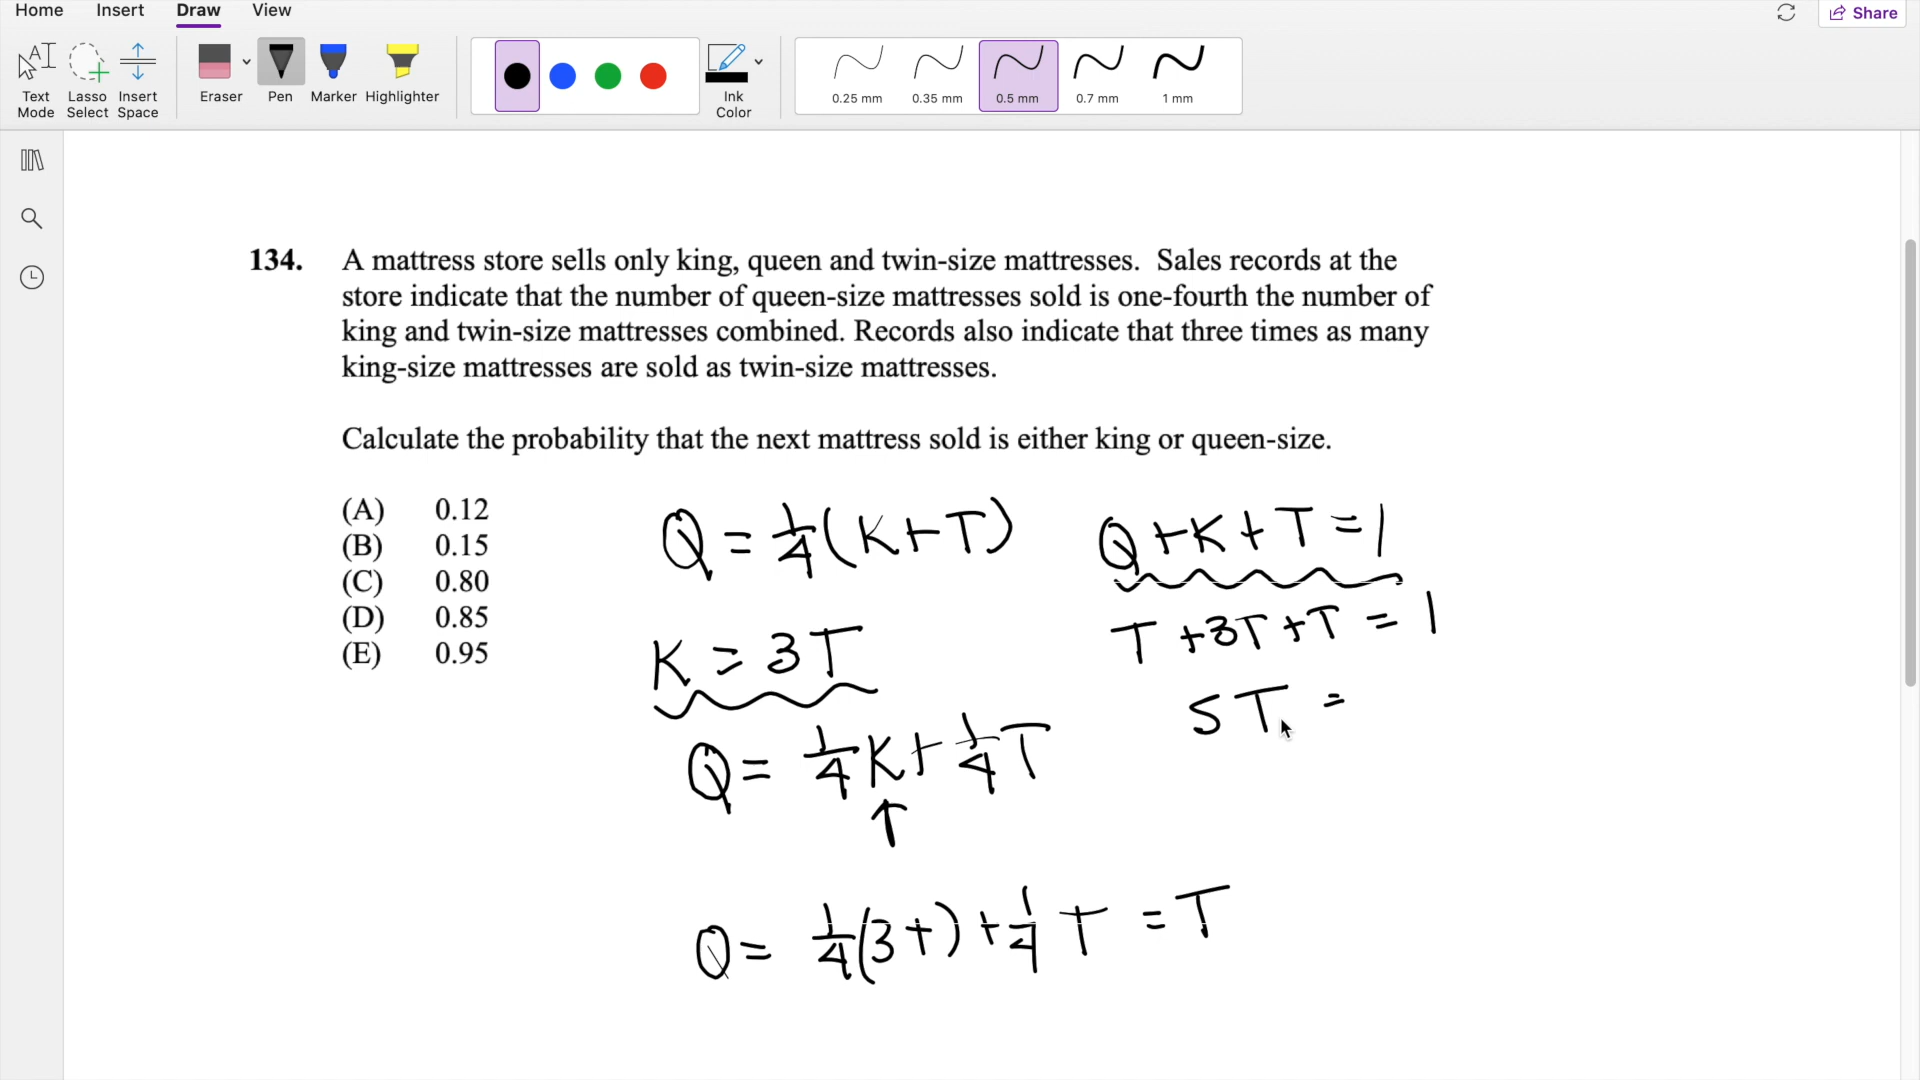 Home Insert Draw View Share
Text Mode Lasso Select Insert Space Eraser Pen Marker Highlighter Ink Color 0.25 mm 0.35 mm 0.5 mm 0.7 mm 1 mm
134. A mattress store sells only king, queen and twin-size mattresses. Sales records at the
store indicate that the number of queen-size mattresses sold is one-fourth the number of
king and twin-size mattresses combined. Records also indicate that three times as many
king-size mattresses are sold as twin-size mattresses.
Calculate the probability that the next mattress sold is either king or queen-size.
(A) 0.12
(B) 0.15
(C) 0.80
(D) 0.85
(E) 0.95
Q = 1/4 (K+T)
K = 3T
Q = 1/4 K + 1/4 T
Q = 1/4 (3T) + 1/4 T = T
Q + K + T = 1
T + 3T + T = 1
5T =